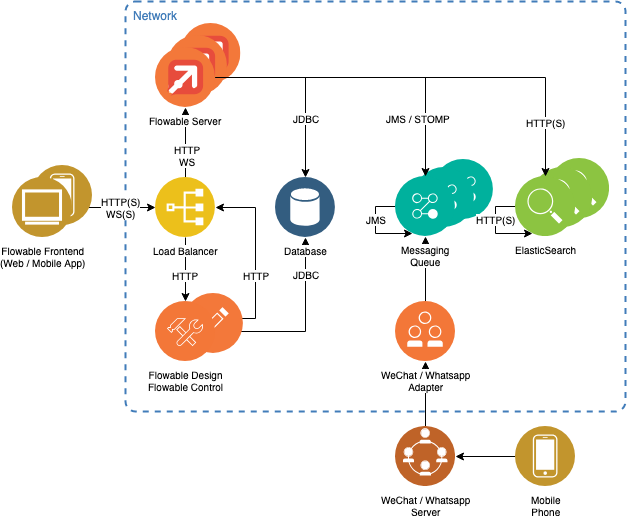 Network
Flowable Server
JDBC
JMS / STOMP
HTTP(S)
HTTP
WS
HTTP(S)
WS(S)
JMS
HTTP(S)
Flowable Frontend
(Web / Mobile App)
Load Balancer
Database
Messaging
Queue
ElasticSearch
HTTP
HTTP
JDBC
Flowable Design
Flowable Control
WeChat / Whatsapp
Adapter
WeChat / Whatsapp
Server
Mobile
Phone